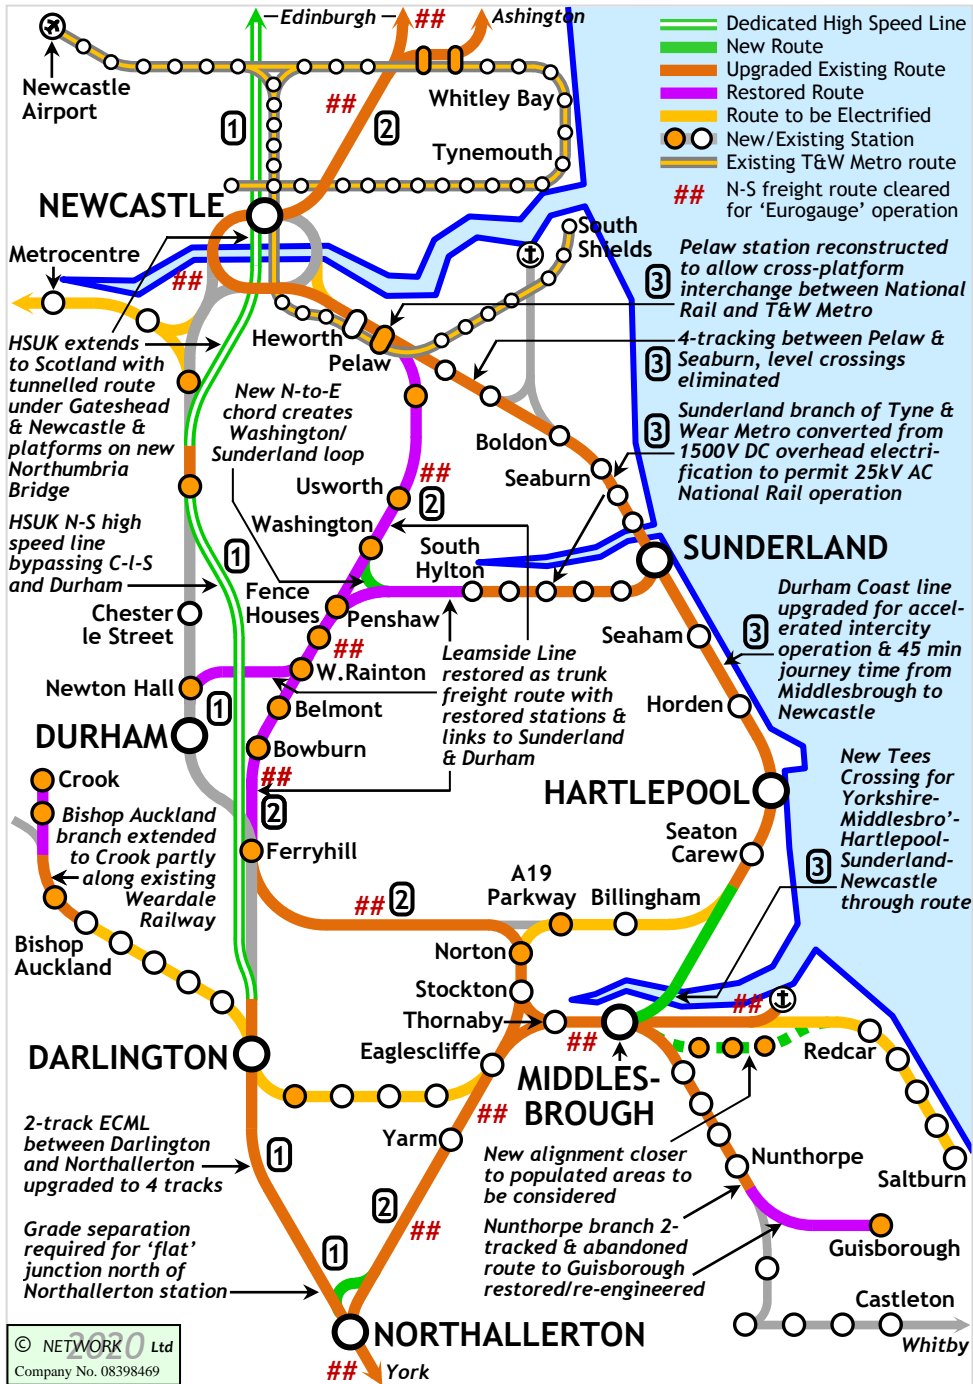 Edinburgh
##
Ashington
Dedicated High Speed Line
New Route
Upgraded Existing Route
Restored Route
Route to be Electrified
New/Existing Station
Existing T&W Metro route
## N-S freight route cleared
for ‘Eurogauge’ operation
Newcastle
Airport
##
Whitley Bay
1
2
Tynemouth
NEWCASTLE
South
Shields
Metrocentre
##
Pelaw station reconstructed
to allow cross-platform
interchange between National
Rail and T&W Metro
3
Heworth
Pelaw
HSUK extends
to Scotland with
tunnelled route
under Gateshead
& Newcastle &
platforms on new
Northumbria
Bridge
4-tracking between Pelaw &
Seaburn, level crossings
eliminated
3
New N-to-E
chord creates
Washington/
Sunderland loop
Sunderland branch of Tyne &
Wear Metro converted from
1500V DC overhead electri-
fication to permit 25kV AC
National Rail operation
3
Boldon
Seaburn
##
Usworth
2
Washington
HSUK N-S high
speed line
bypassing C-I-S
and Durham
1
South
Hylton
SUNDERLAND
Fence
Houses
Penshaw
Chester
le Street
##
Durham Coast line
upgraded for accel-
erated intercity
operation & 45 min
journey time from
Middlesbrough to
Newcastle
3
Seaham
Leamside Line
restored as trunk
freight route with
restored stations &
links to Sunderland
& Durham
W.Rainton
Newton Hall
1
Belmont
Horden
DURHAM
Bowburn
##
New Tees
Crossing for
Yorkshire-
Middlesbro'-
Hartlepool-
Sunderland-
Newcastle
through route
3
Crook
HARTLEPOOL
2
Bishop Auckland
branch extended
to Crook partly
along existing
Weardale
Railway
Ferryhill
Seaton
Carew
A19
Parkway
Billingham
## 2
Bishop
Auckland
Norton
Stockton
Thornaby
##
##
DARLINGTON
Eaglescliffe
MIDDLES-
BROUGH
Redcar
##
2-track ECML
between Darlington
and Northallerton
upgraded to 4 tracks
1
Yarm
New alignment closer
to populated areas to
be considered
Nunthorpe
Saltburn
2
##
Nunthorpe branch 2-
tracked & abandoned
route to Guisborough
restored/re-engineered
Guisborough
Grade separation
required for ‘flat’
junction north of
Northallerton station
1
Castleton
Whitby
NORTHALLERTON
© NETWORK 2020 Ltd
Company No. 08398469
##
York